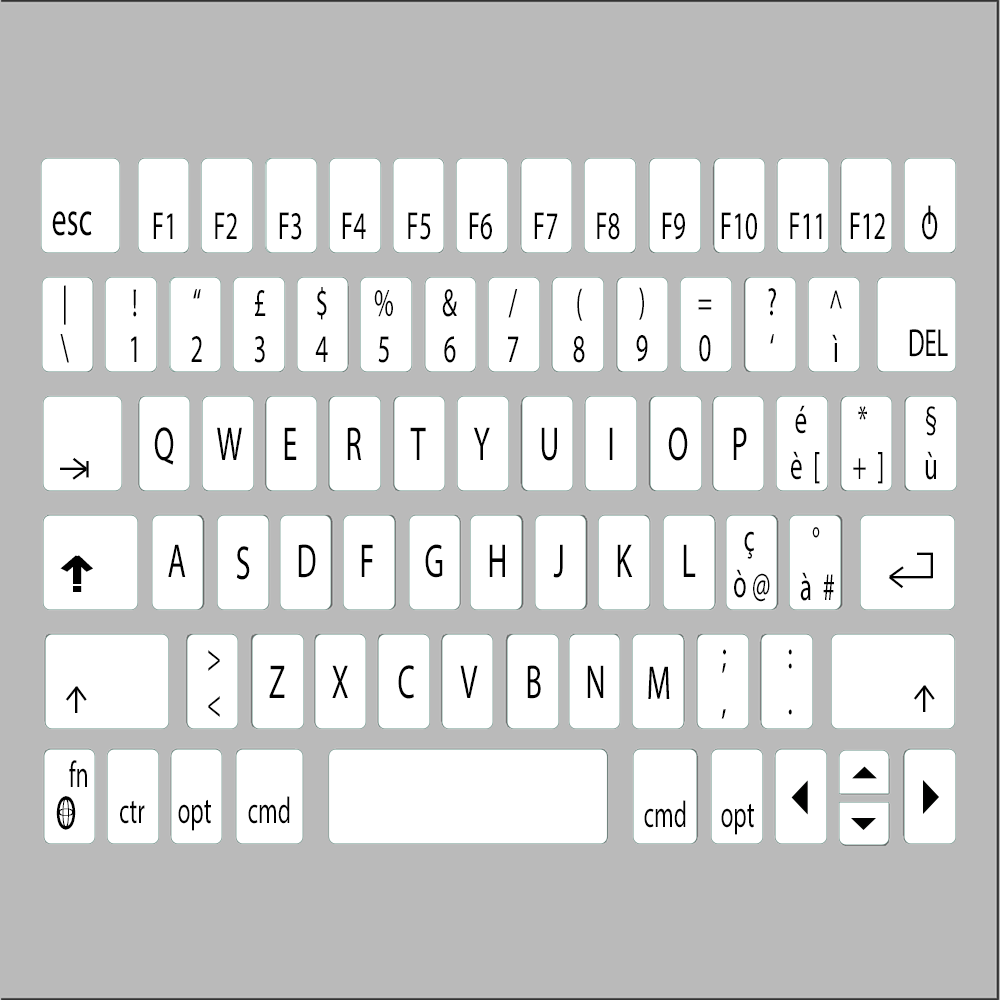 esc F1 F2 F3 F4 F5 F6 F7 F8 F9 F10 F11 F12
| ! “ £ $ % & / ( ) = ? ^
\ 1 2 3 4 5 6 7 8 9 0 ‘ ì DEL
é * §
Q W E R T Y U I O P è [ + ] ù
ç °
A S D F G H J K L ò @ à #
> ; :
< Z X C V B N M , .
fn
ctr opt cmd cmd opt